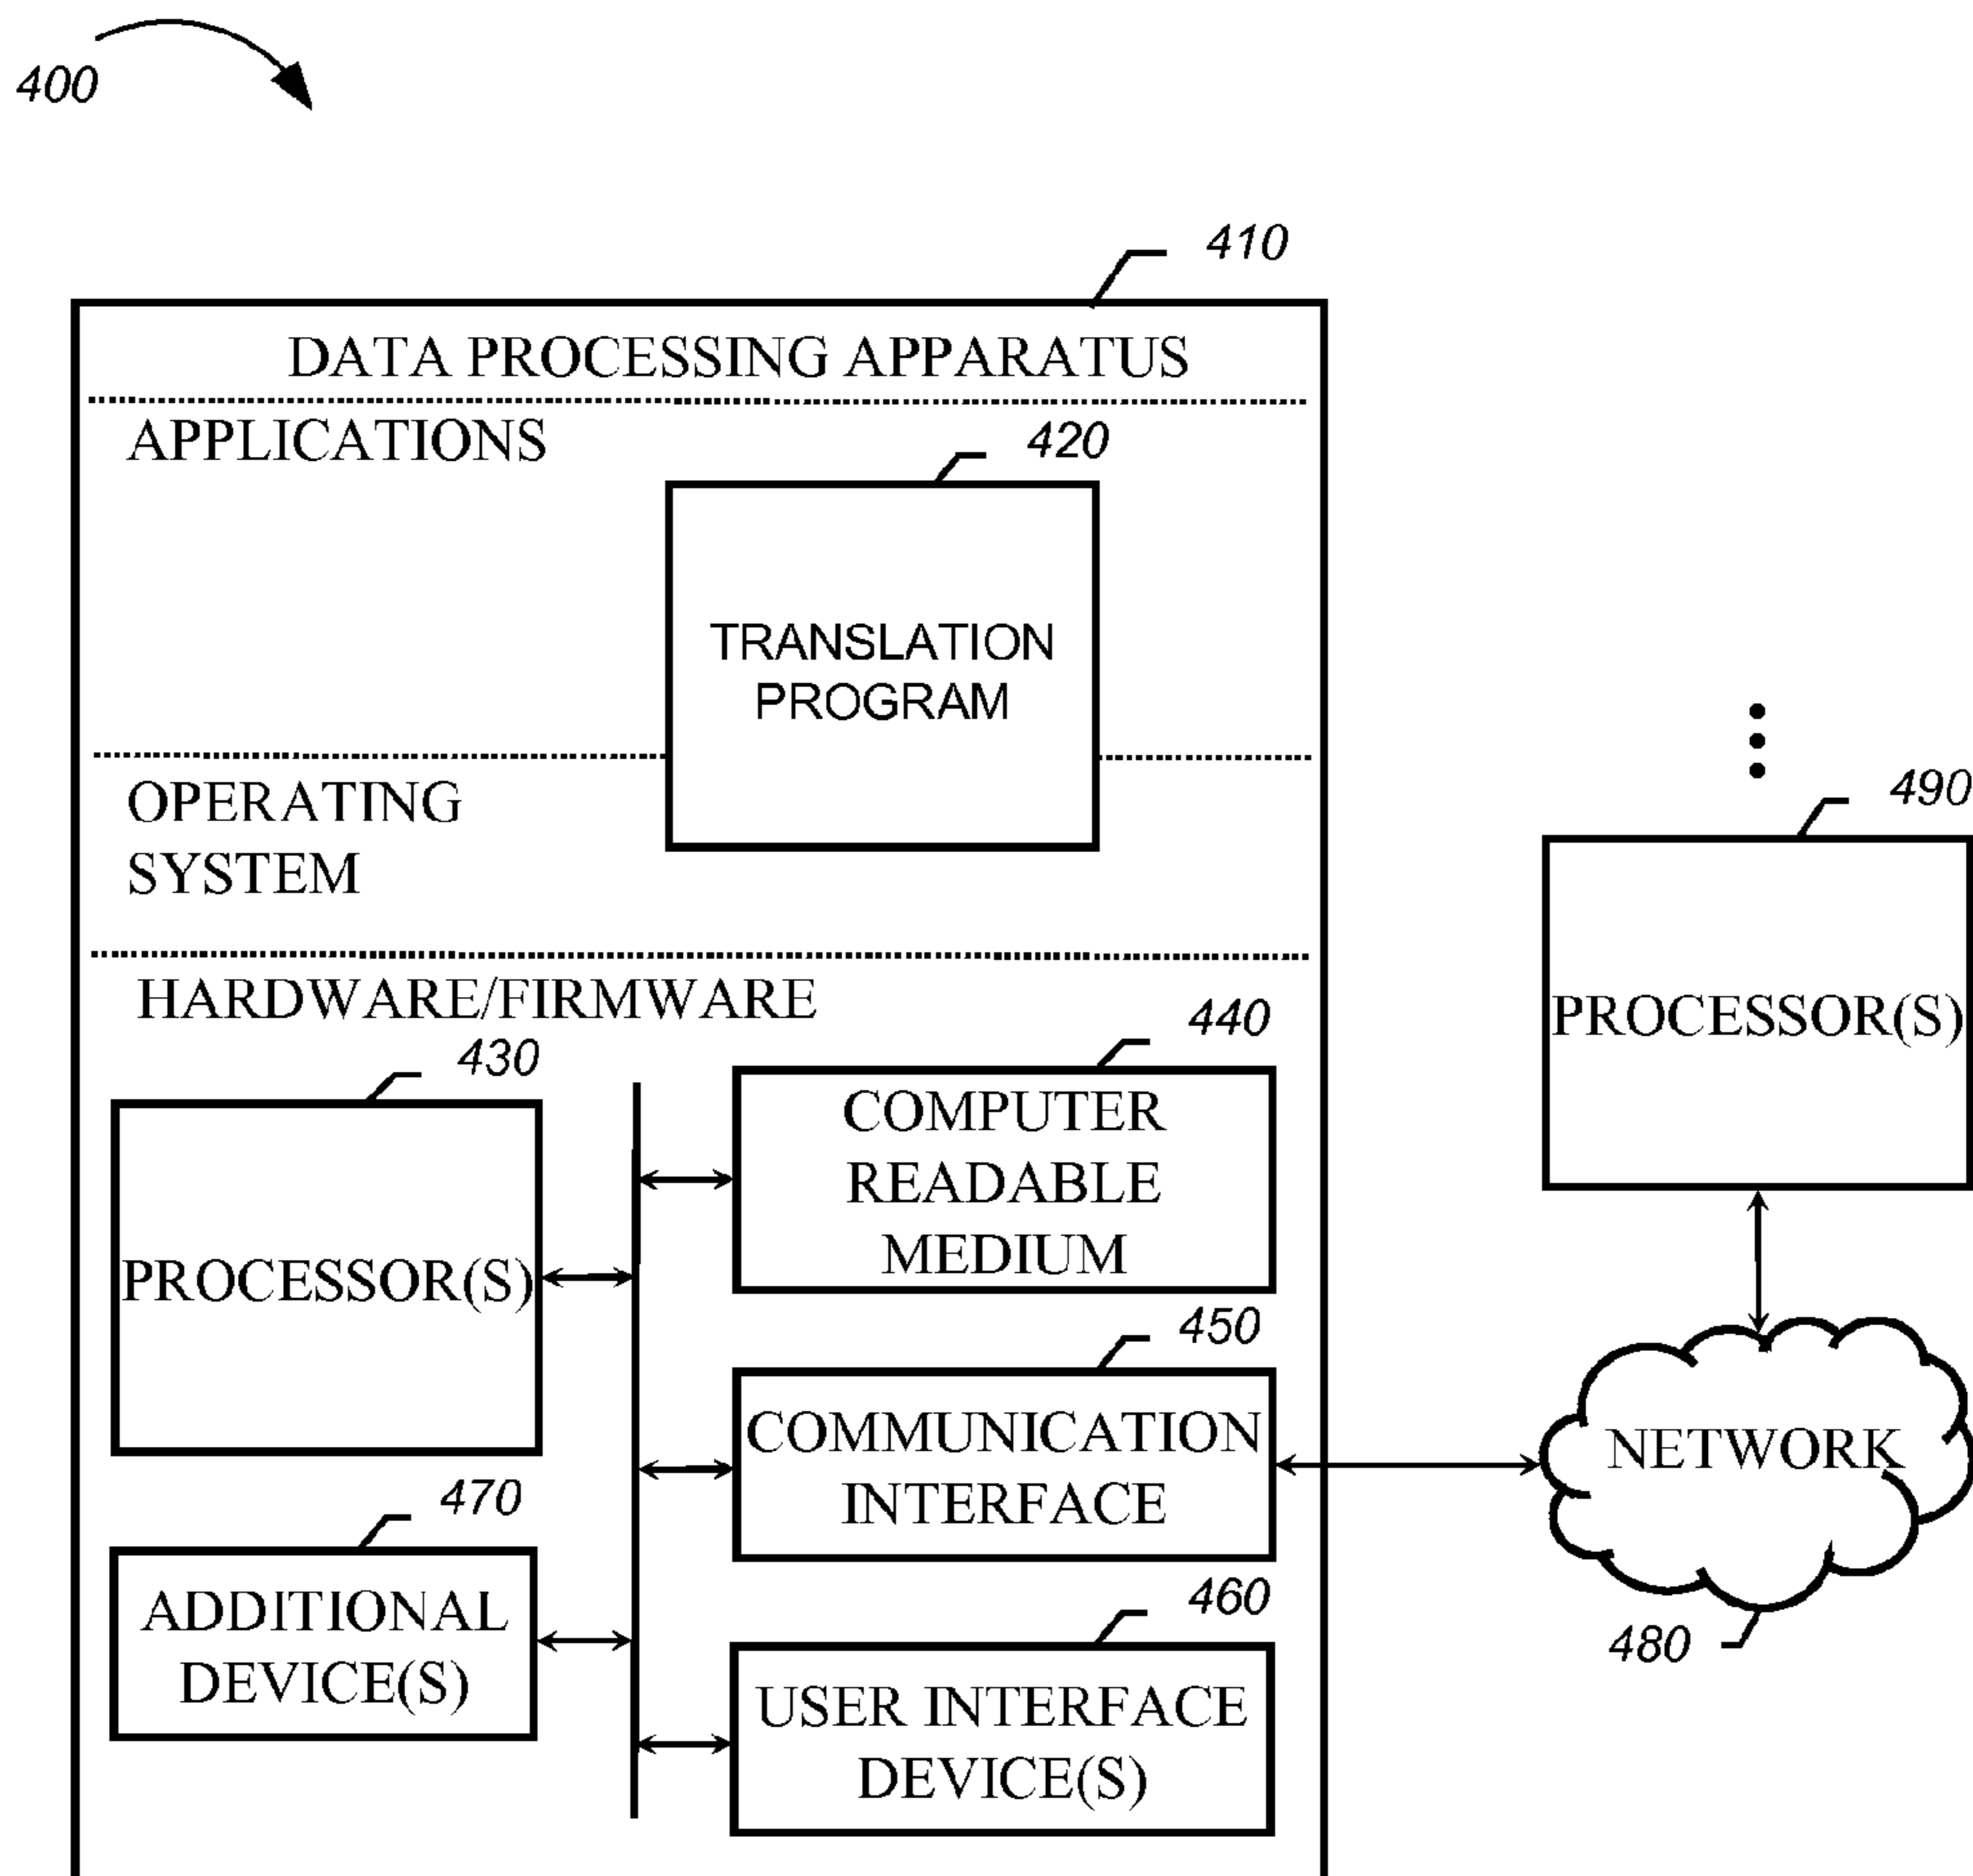 400
410
DATA PROCESSING APPARATUS
APPLICATIONS
420
TRANSLATION
PROGRAM
OPERATING
SYSTEM
490
PROCESSOR(S)
HARDWARE/FIRMWARE
430
PROCESSOR(S)
440
COMPUTER
READABLE
MEDIUM
450
COMMUNICATION
INTERFACE
NETWORK
480
470
ADDITIONAL
DEVICE(S)
460
USER INTERFACE
DEVICE(S)